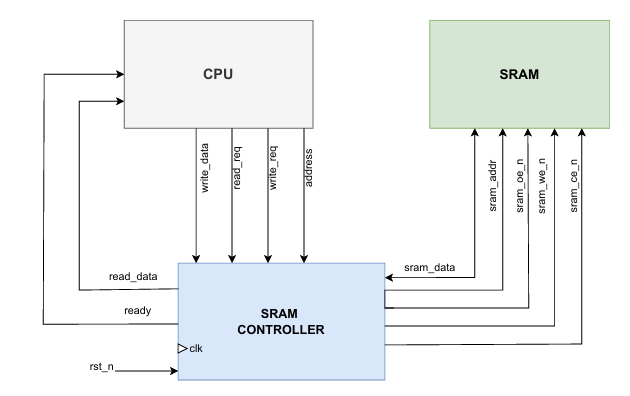 CPU
SRAM
write_data
read_req
write_req
address
sram_addr
sram_oe_n
sram_we_n
sram_ce_n
sram_data
read_data
ready
SRAM
CONTROLLER
clk
rst_n